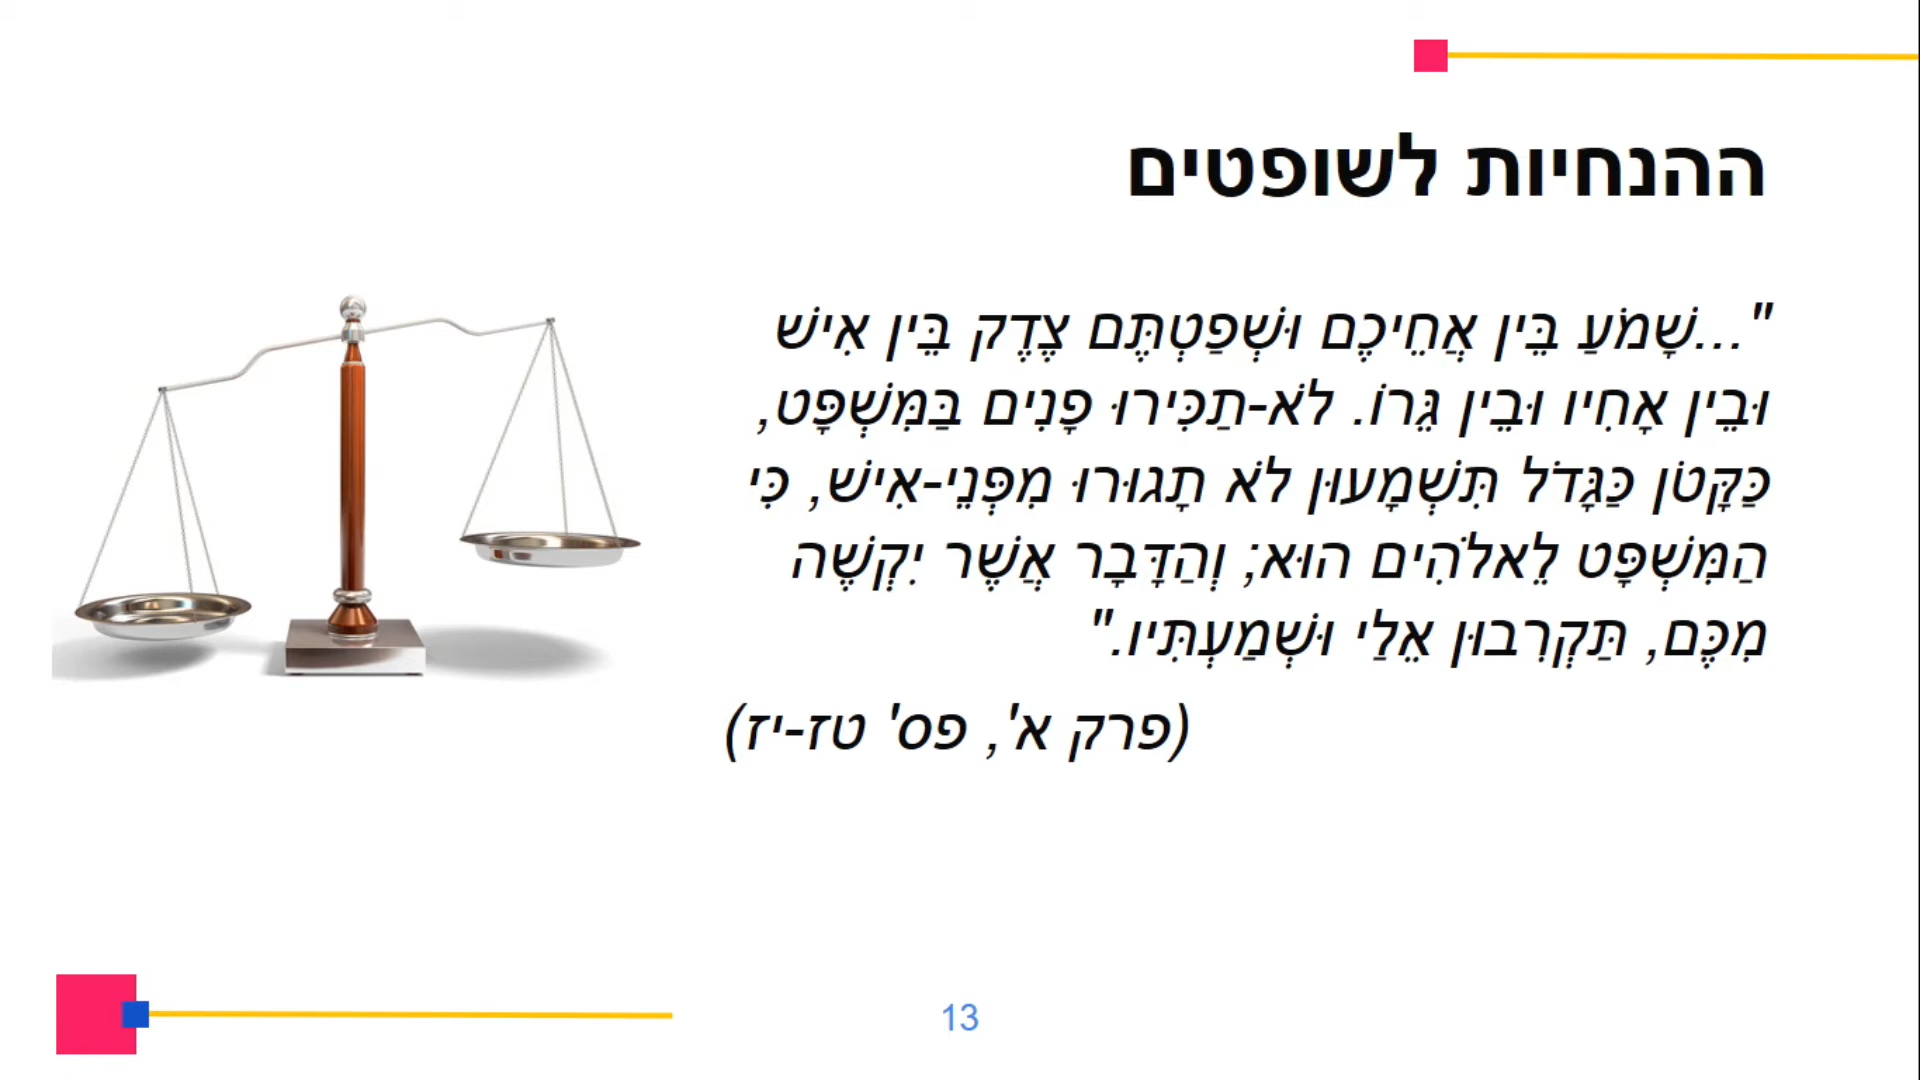 ההנחיות לשופטים
"...שָׁמֹעַ בֵּין אֲחֵיכֶם וּשְׁפַטְתֶּם צֶדֶק בֵּין אִישׁ
וּבֵין אָחִיו וּבֵין גֵּרוֹ. לֹא-תַכִּירוּ פָנִים בַּמִּשְׁפָּט,
כַּקָּטֹן כַּגָּדֹל תִּשְׁמָעוּן לֹא תָגוּרוּ מִפְּנֵי-אִישׁ, כִּי
הַמִּשְׁפָּט לֵאלֹהִים הוּא; וְהַדָּבָר אֲשֶׁר יִקְשֶׁה
מִכֶּם, תַּקְרִבוּן אֵלַי וּשְׁמַעְתִּיו."
(פרק א', פס' טז-יז)
13